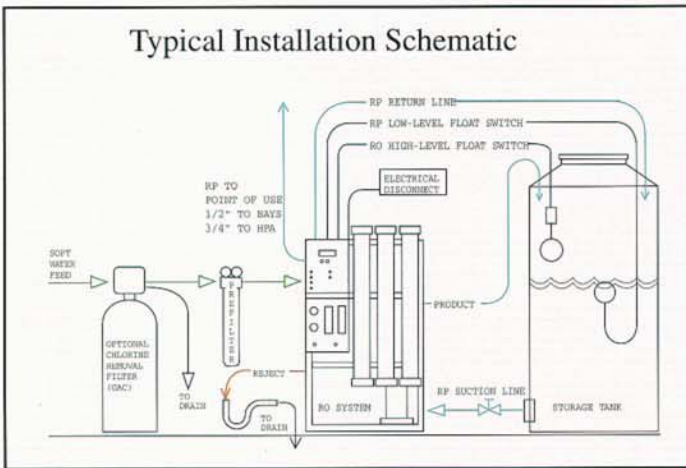 Typical Installation Schematic
RP RETURN LINE
RP LOW-LEVEL FLOAT SWITCH
RO HIGH-LEVEL FLOAT SWITCH
ELECTRICAL
DISCONNECT
RP TO
POINT OF USE
1/2" TO BAYS
3/4" TO HPA
SOFT
WATER
FEED
PREFILTER
PRODUCT
OPTIONAL
CHLORINE
REMOVAL
FILTER
(GAC)
TO
DRAIN
REJECT
TO
DRAIN
RO SYSTEM
RP SUCTION LINE
STORAGE TANK